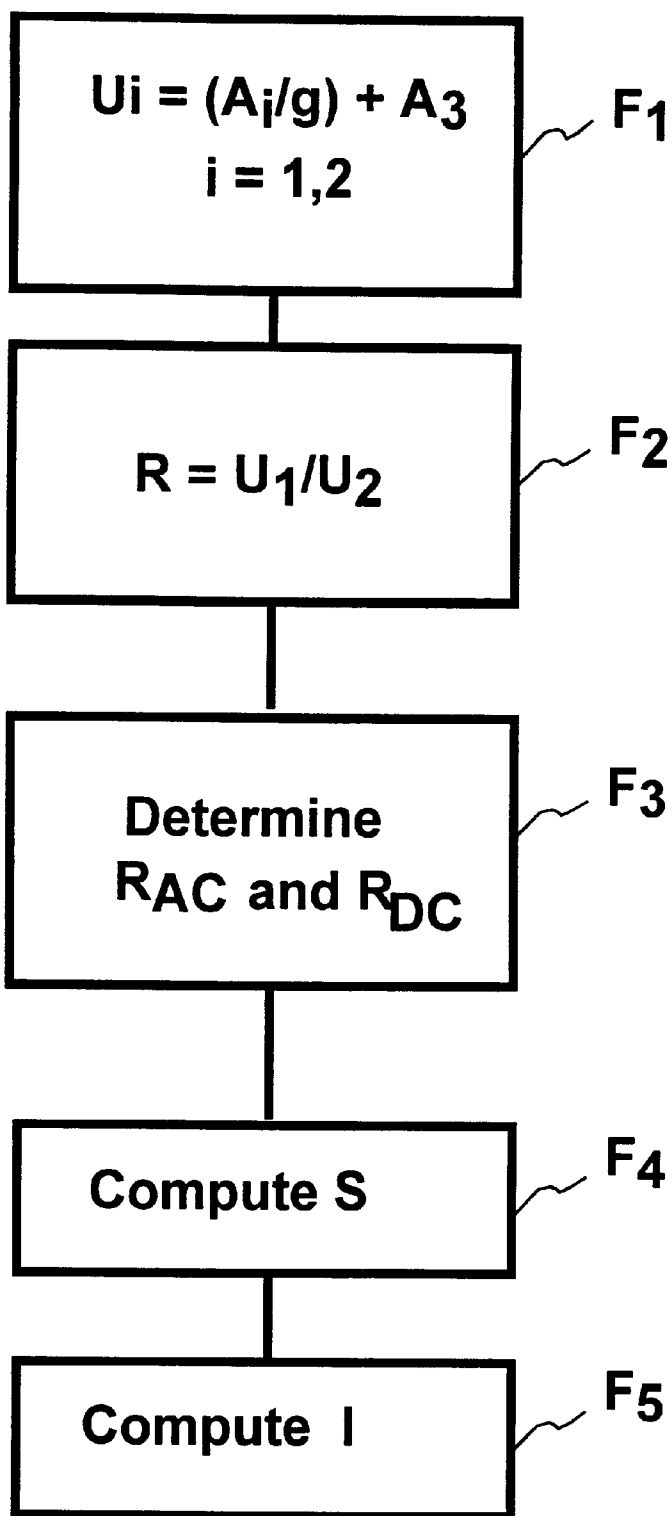 Ui = (Ai/g) + A3
i = 1,2
F1
R = U1/U2
F2
Determine
RAC and RDC
F3
Compute S
F4
Compute I
F5